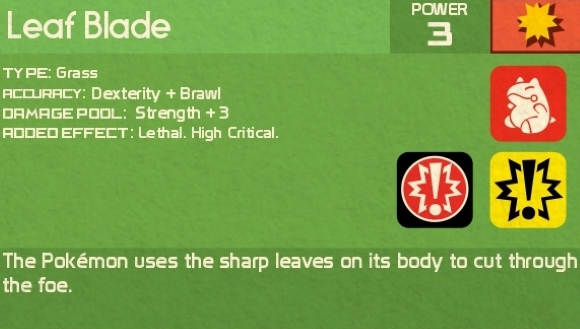 Leaf Blade
POWER
3
TYPE: Grass
ACCURACY: Dexterity + Brawl
DAMAGE POOL: Strength + 3
ADDED EFFECT: Lethal. High Critical.
The Pokémon uses the sharp leaves on its body to cut through
the foe.